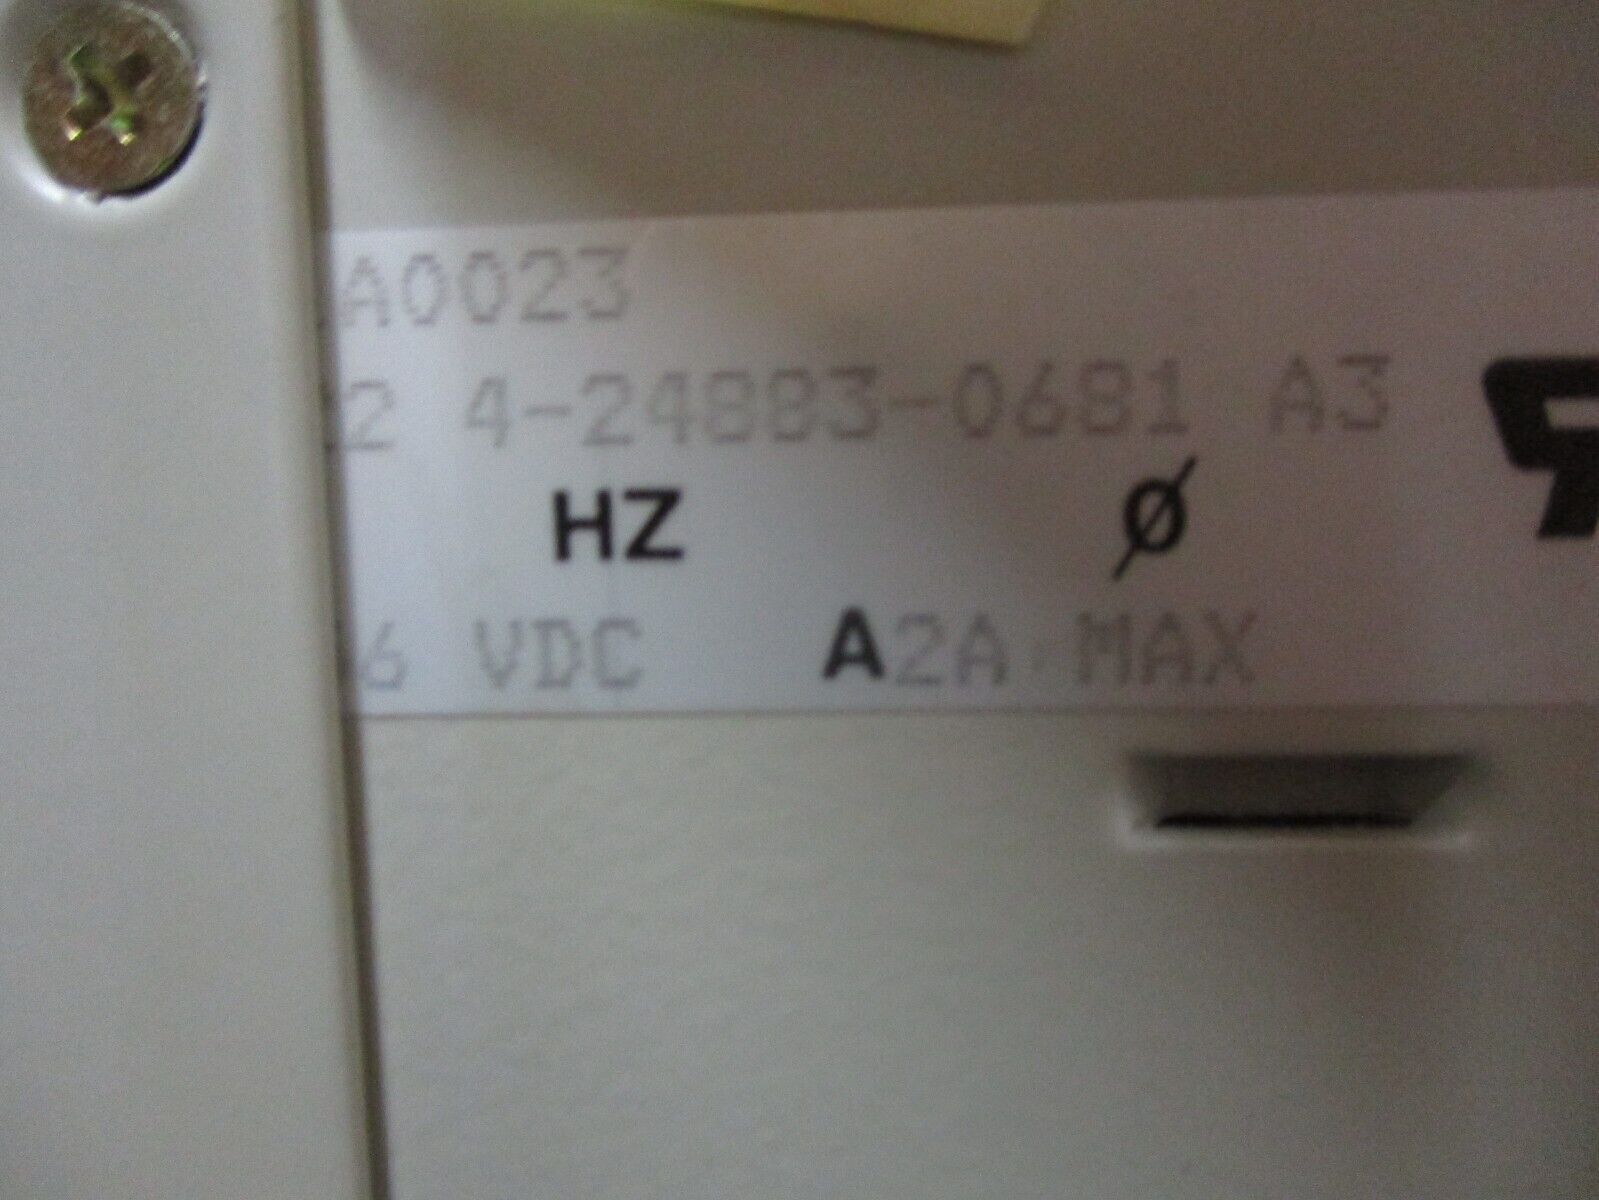 A0023
2 4-24883-0681 A3
HZ Ø
6 VDC A2A MAX